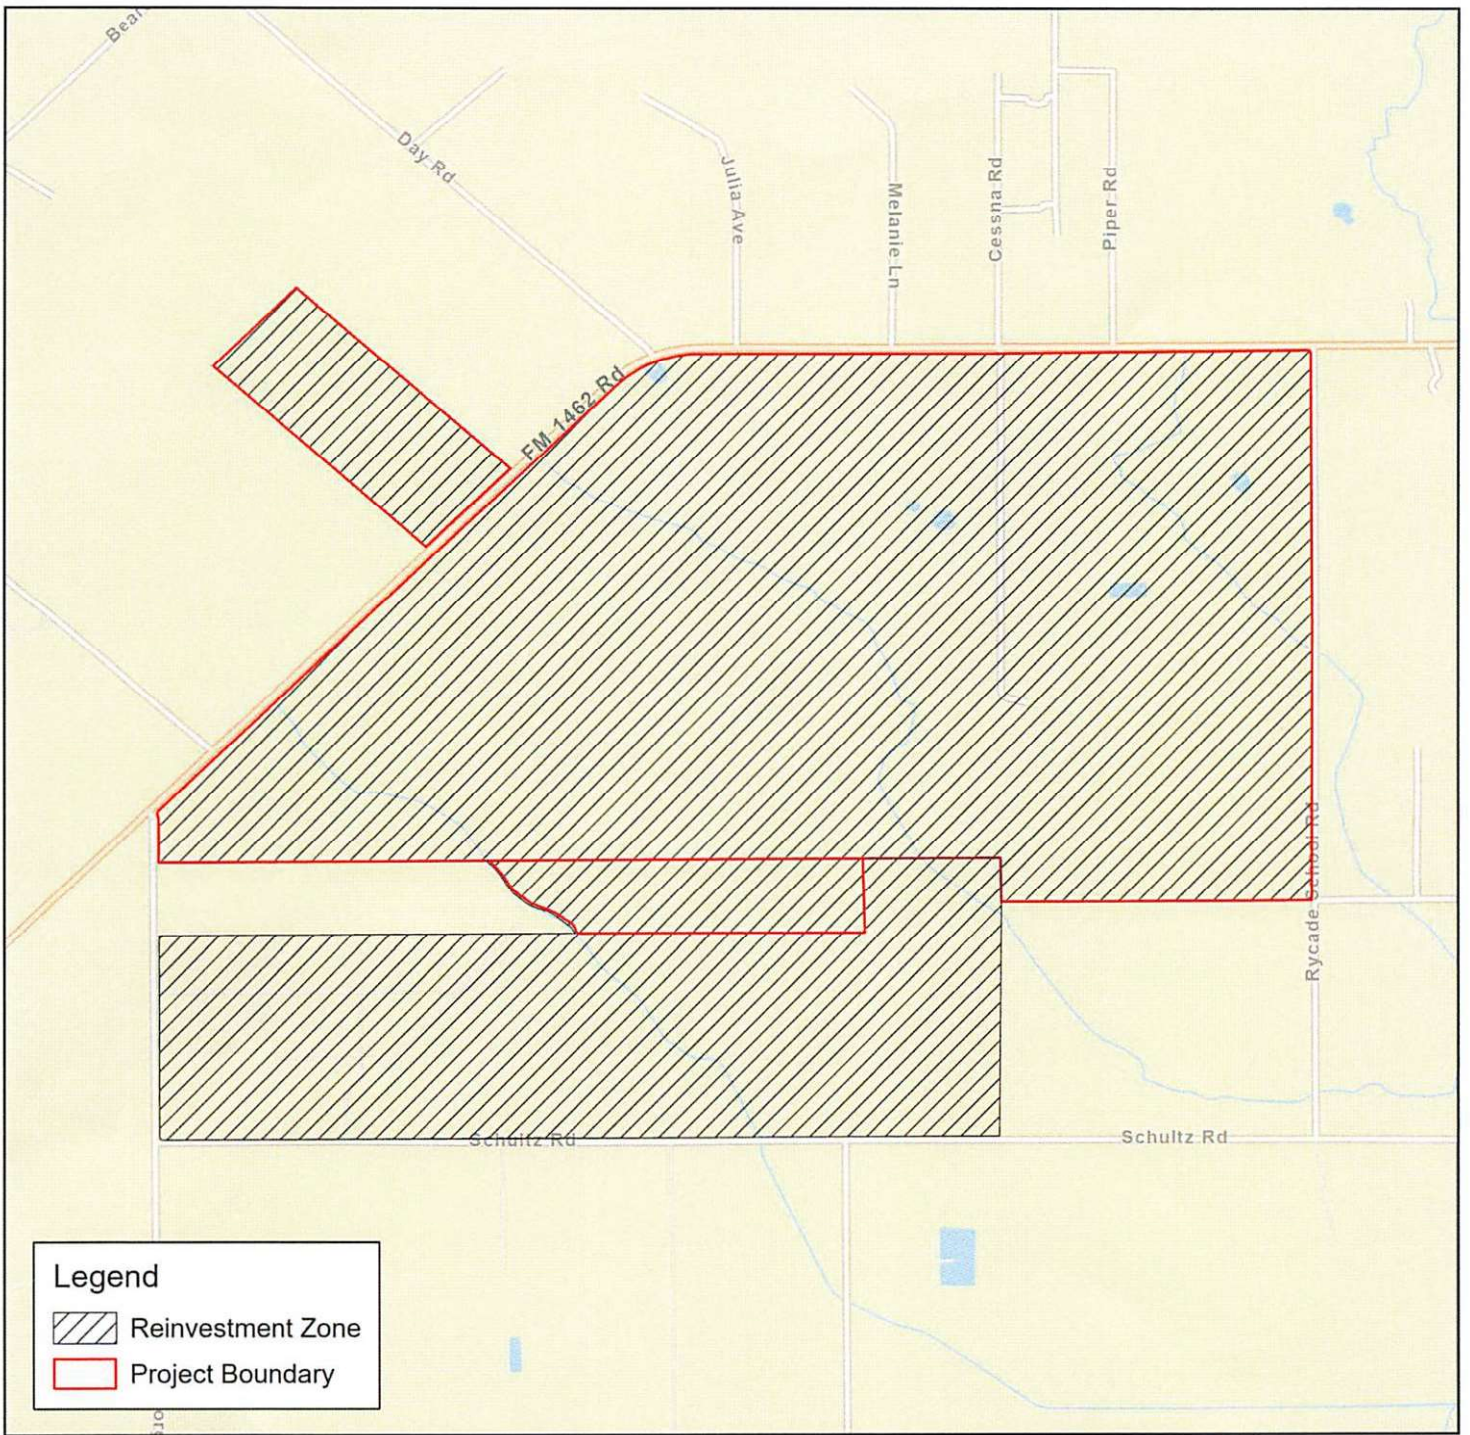 Bear
Day Rd
Julia Ave
Melanie Ln
Cessna Rd
Piper Rd
FM 1462 Rd
Rycade School Rd
Schultz Rd
Schultz Rd
Legend
Reinvestment Zone
Project Boundary